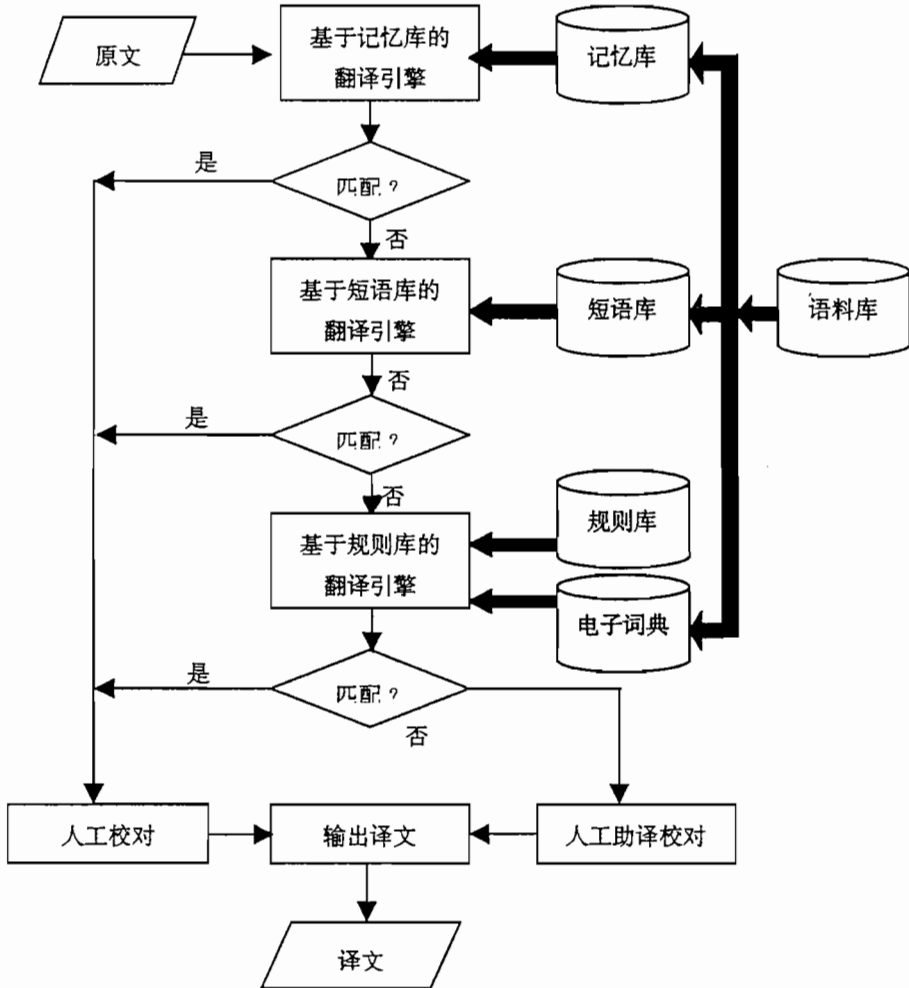 原文
基于记忆库的
翻译引擎
记忆库
是
匹配？
否
基于短语库的
翻译引擎
短语库
语料库
否
是
匹配？
否
基于规则库的
翻译引擎
规则库
电子词典
是
匹配？
否
人工校对
输出译文
人工助译校对
译文